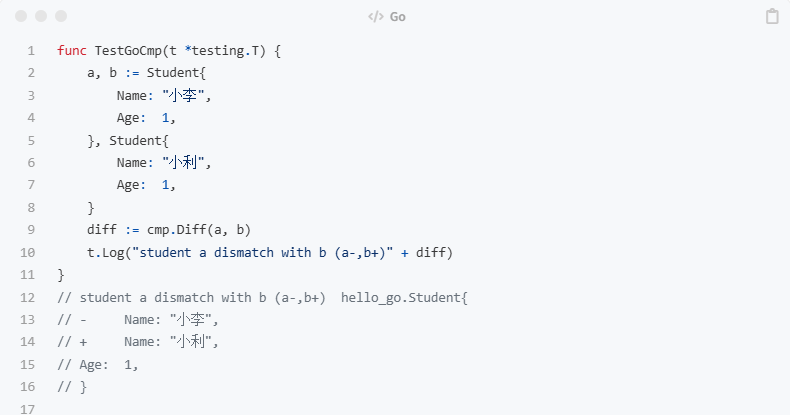 </> Go
1 func TestGoCmp(t *testing.T) {
2 a, b := Student{
3 Name: "小李",
4 Age: 1,
5 }, Student{
6 Name: "小利",
7 Age: 1,
8 }
9 diff := cmp.Diff(a, b)
10 t.Log("student a dismatch with b (a-,b+)" + diff)
11 }
12 // student a dismatch with b (a-,b+) hello_go.Student{
13 // - Name: "小李",
14 // + Name: "小利",
15 // Age: 1,
16 // }
17